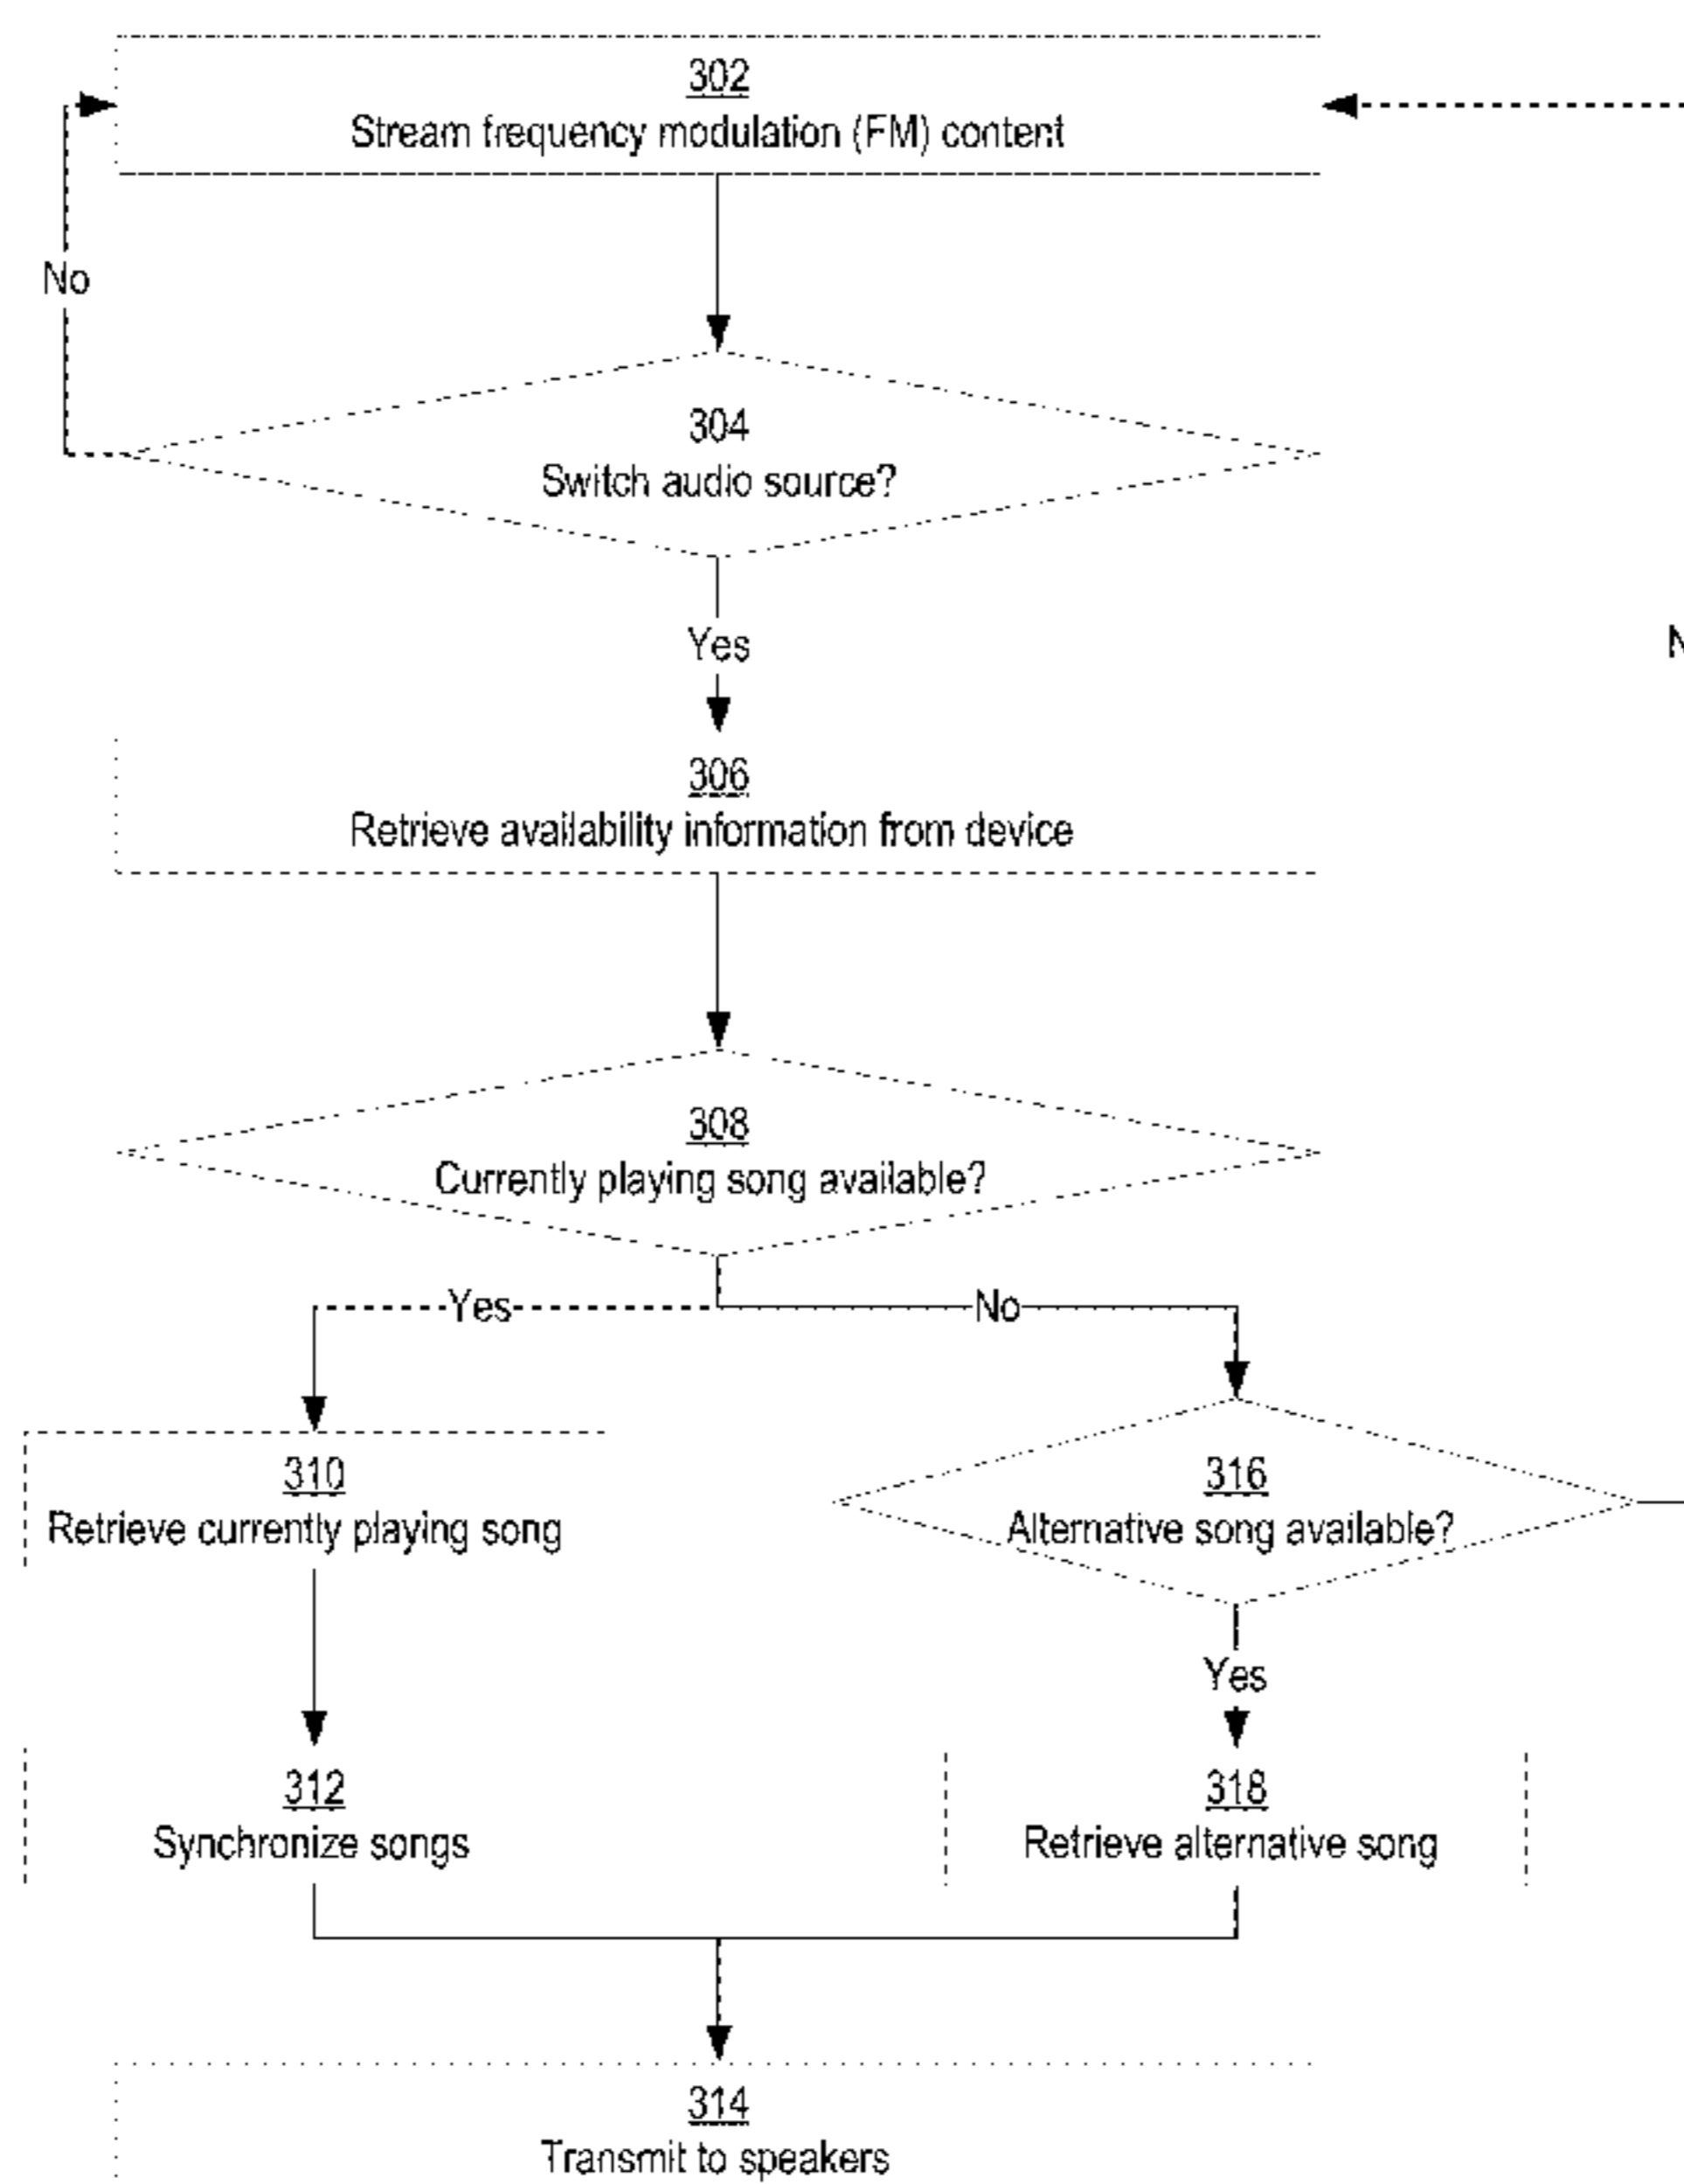 302
Stream frequency modulation (FM) content
No
304
Switch audio source?
Yes
306
Retrieve availability information from device
308
Currently playing song available?
Yes
No
310
Retrieve currently playing song
316
Alternative song available?
Yes
312
Synchronize songs
318
Retrieve alternative song
314
Transmit to speakers